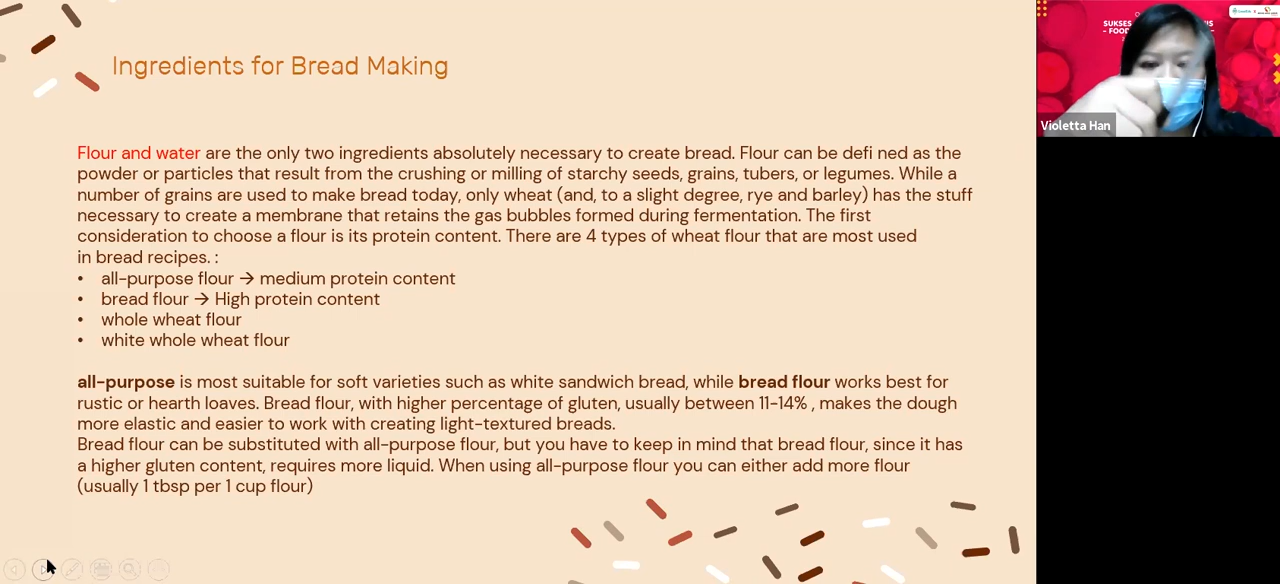 Ingredients for Bread Making
Flour and water are the only two ingredients absolutely necessary to create bread. Flour can be defi ned as the
powder or particles that result from the crushing or milling of starchy seeds, grains, tubers, or legumes. While a
number of grains are used to make bread today, only wheat (and, to a slight degree, rye and barley) has the stuff
necessary to create a membrane that retains the gas bubbles formed during fermentation. The first
consideration to choose a flour is its protein content. There are 4 types of wheat flour that are most used
in bread recipes. :
• all-purpose flour → medium protein content
• bread flour → High protein content
• whole wheat flour
• white whole wheat flour
all-purpose is most suitable for soft varieties such as white sandwich bread, while bread flour works best for
rustic or hearth loaves. Bread flour, with higher percentage of gluten, usually between 11-14% , makes the dough
more elastic and easier to work with creating light-textured breads.
Bread flour can be substituted with all-purpose flour, but you have to keep in mind that bread flour, since it has
a higher gluten content, requires more liquid. When using all-purpose flour you can either add more flour
(usually 1 tbsp per 1 cup flour)
SUKSES
- FOOD
Violetta Han